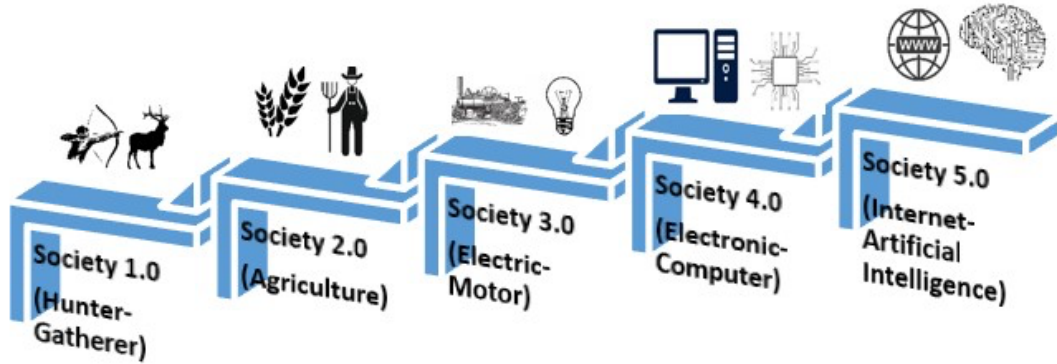 WWW
Society 1.0
(Hunter-
Gatherer)
Society 2.0
(Agriculture)
Society 3.0
(Electric-
Motor)
Society 4.0
(Electronic-
Computer)
Society 5.0
(Internet-
Artificial
Intelligence)